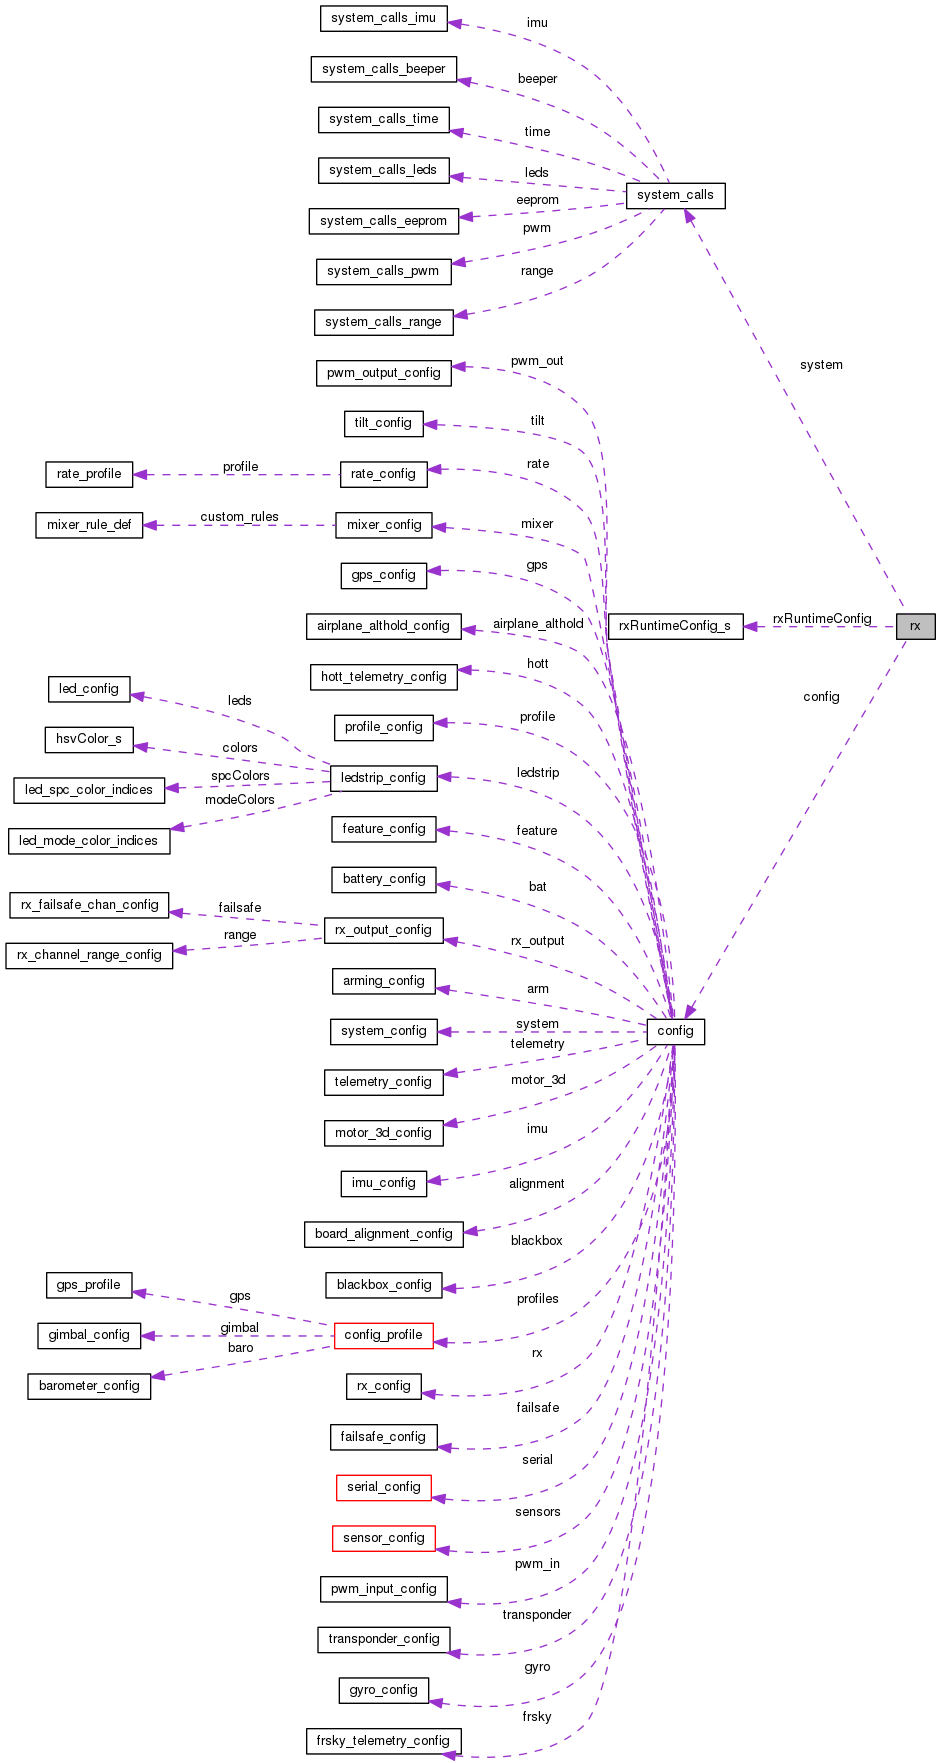 system_calls_imu
imu
system_calls_beeper
beeper
system_calls_time
time
system_calls_leds
leds
system_calls
system_calls_eeprom
eeprom
pwm
system_calls_pwm
range
system_calls_range
pwm_out
system
pwm_output_config
tilt
tilt_config
rate
rate_profile
profile
rate_config
mixer_rule_def
custom_rules
mixer_config
mixer
gps
gps_config
airplane_althold_config
airplane_althold
rxRuntimeConfig_s
rxRuntimeConfig
rx
hott
hott_telemetry_config
led_config
leds
config
profile
profile_config
hsvColor_s
colors
ledstrip
ledstrip_config
spcColors
led_spc_color_indices
modeColors
led_mode_color_indices
feature_config
feature
battery_config
bat
rx_failsafe_chan_config
failsafe
rx_output_config
rx_output
range
rx_channel_range_config
arming_config
arm
system_config
system
config
telemetry
telemetry_config
motor_3d
motor_3d_config
imu
imu_config
alignment
board_alignment_config
blackbox
blackbox_config
gps_profile
gps
profiles
gimbal_config
gimbal
config_profile
baro
barometer_config
rx
rx_config
failsafe
failsafe_config
serial
serial_config
sensors
sensor_config
pwm_in
pwm_input_config
transponder
transponder_config
gyro
gyro_config
frsky
frsky_telemetry_config